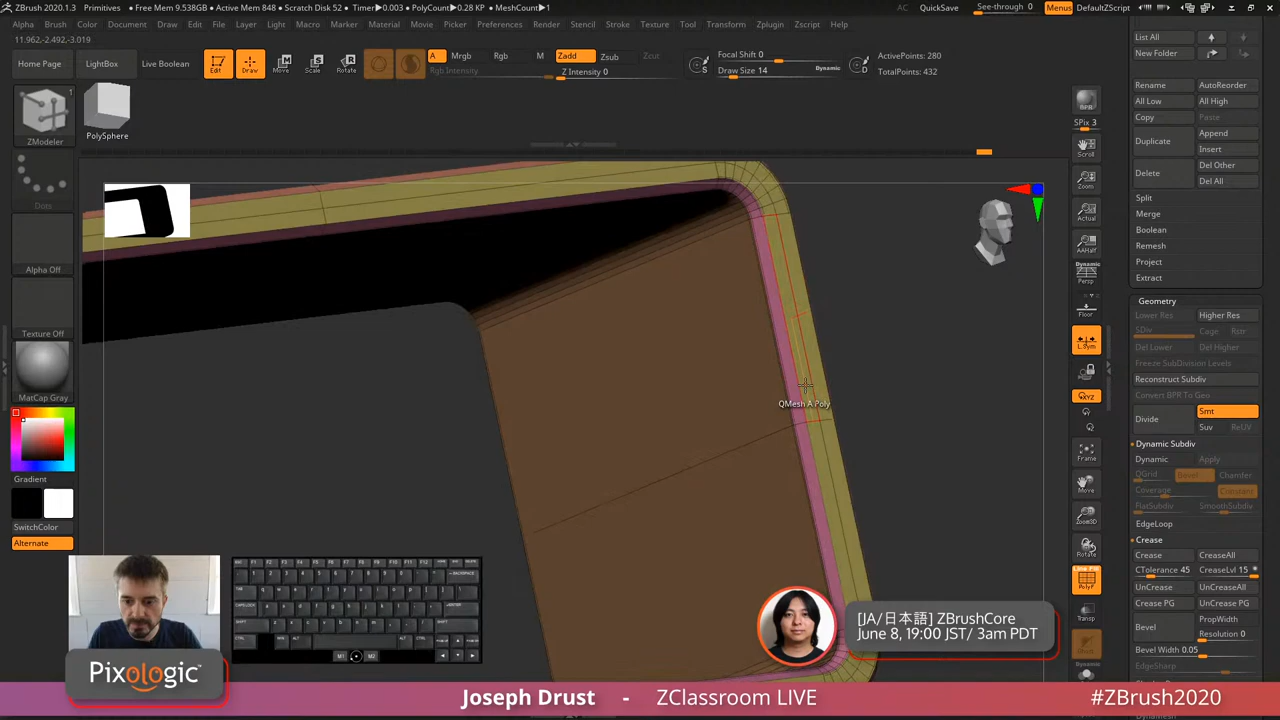 ZBrush 2020.1.3   Primitives   • Free Mem 9.538GB • Active Mem 848 • Scratch Disk 52 • Timer▶0.003 • PolyCount▶0.28 KP • MeshCount▶1
AC QuickSave See-through 0 Menus DefaultZScript
Alpha Brush Color Document Draw Edit File Layer Light Macro Marker Material Movie Picker Preferences Render Stencil Stroke Texture Tool Transform Zplugin Zscript Help
11.962,-2.492,-3.019
Home Page LightBox Live Boolean Edit Draw Move Scale Rotate
A Mrgb Rgb M Zadd Zsub Zcut
Rgb Intensity Z Intensity 0
Focal Shift 0
Draw Size 14 Dynamic
S D
ActivePoints: 280
TotalPoints: 432
1
ZModeler
PolySphere
Dots
Alpha Off
Texture Off
MatCap Gray
Gradient
SwitchColor
Alternate
QMesh A Poly
BPR
SPix 3
Scroll
Zoom
Actual
AAHalf
Dynamic
Persp
Floor
L.Sym
QXYZ
Frame
Move
Zoom3D
Rotate
Line Fill
PolyF
Transp
Dynamic
List All
New Folder
Rename AutoReorder
All Low All High
Copy Paste
Duplicate Append
Insert
Delete Del Other
Del All
Split
Merge
Boolean
Remesh
Project
Extract
Geometry
Lower Res Higher Res
SDiv Cage Rstr
Del Lower Del Higher
Freeze SubDivision Levels
Reconstruct Subdiv
Convert BPR To Geo
Divide Smt
Suv ReUV
Dynamic Subdiv
Dynamic Apply
QGrid Bevel Chamfer
Coverage Constant
FlatSubdiv SmoothSubdiv
EdgeLoop
Crease
Crease CreaseAll
CTolerance 45 CreaseLvl 15
UnCrease UnCreaseAll
Crease PG UnCrease PG
Bevel PropWidth
Resolution 0
Bevel Width 0.05
EdgeSharp
[JA/日本語] ZBrushCore
June 8, 19:00 JST/ 3am PDT
Pixologic™
Joseph Drust - ZClassroom LIVE #ZBrush2020